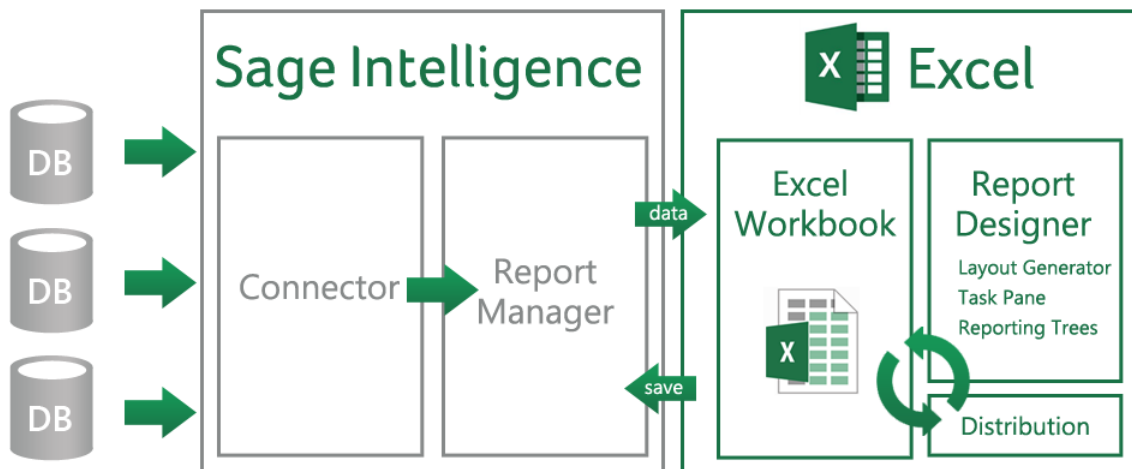 DB
DB
DB
Sage Intelligence
Connector
Report
Manager
data
save
X
Excel
Excel
Workbook
X
Report
Designer
Layout Generator
Task Pane
Reporting Trees
Distribution